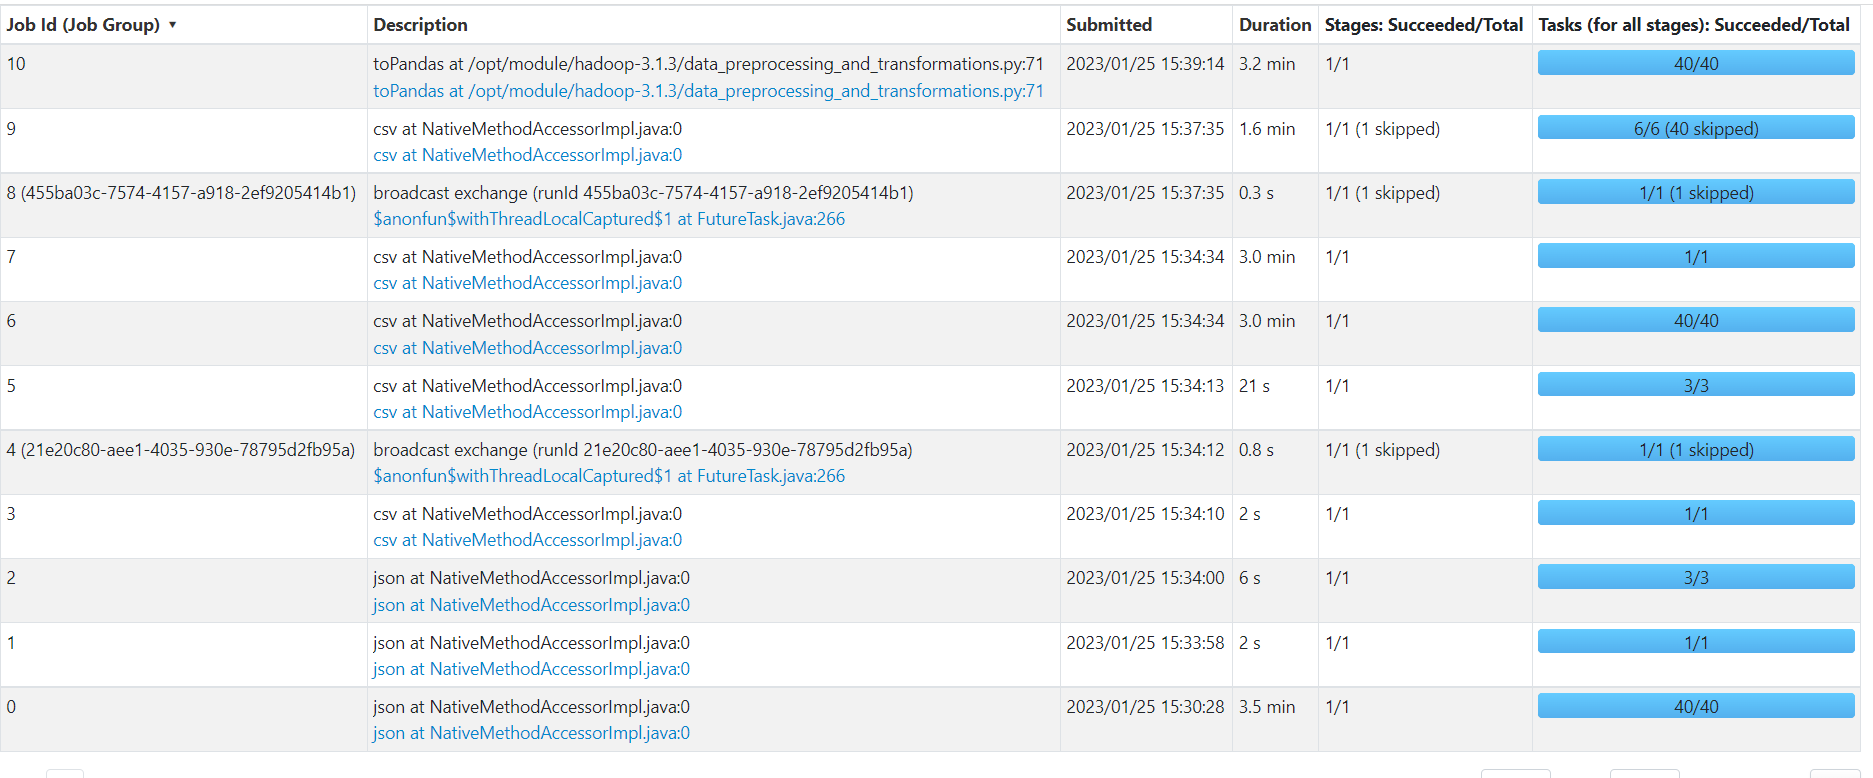 Job Id (Job Group) ▾ Description Submitted Duration Stages: Succeeded/Total Tasks (for all stages): Succeeded/Total
10 toPandas at /opt/module/hadoop-3.1.3/data_preprocessing_and_transformations.py:71 2023/01/25 15:39:14 3.2 min 1/1 40/40
toPandas at /opt/module/hadoop-3.1.3/data_preprocessing_and_transformations.py:71
9 csv at NativeMethodAccessorImpl.java:0 2023/01/25 15:37:35 1.6 min 1/1 (1 skipped) 6/6 (40 skipped)
csv at NativeMethodAccessorImpl.java:0
8 (455ba03c-7574-4157-a918-2ef9205414b1) broadcast exchange (runId 455ba03c-7574-4157-a918-2ef9205414b1) 2023/01/25 15:37:35 0.3 s 1/1 (1 skipped) 1/1 (1 skipped)
$anonfun$withThreadLocalCaptured$1 at FutureTask.java:266
7 csv at NativeMethodAccessorImpl.java:0 2023/01/25 15:34:34 3.0 min 1/1 1/1
csv at NativeMethodAccessorImpl.java:0
6 csv at NativeMethodAccessorImpl.java:0 2023/01/25 15:34:34 3.0 min 1/1 40/40
csv at NativeMethodAccessorImpl.java:0
5 csv at NativeMethodAccessorImpl.java:0 2023/01/25 15:34:13 21 s 1/1 3/3
csv at NativeMethodAccessorImpl.java:0
4 (21e20c80-aee1-4035-930e-78795d2fb95a) broadcast exchange (runId 21e20c80-aee1-4035-930e-78795d2fb95a) 2023/01/25 15:34:12 0.8 s 1/1 (1 skipped) 1/1 (1 skipped)
$anonfun$withThreadLocalCaptured$1 at FutureTask.java:266
3 csv at NativeMethodAccessorImpl.java:0 2023/01/25 15:34:10 2 s 1/1 1/1
csv at NativeMethodAccessorImpl.java:0
2 json at NativeMethodAccessorImpl.java:0 2023/01/25 15:34:00 6 s 1/1 3/3
json at NativeMethodAccessorImpl.java:0
1 json at NativeMethodAccessorImpl.java:0 2023/01/25 15:33:58 2 s 1/1 1/1
json at NativeMethodAccessorImpl.java:0
0 json at NativeMethodAccessorImpl.java:0 2023/01/25 15:30:28 3.5 min 1/1 40/40
json at NativeMethodAccessorImpl.java:0